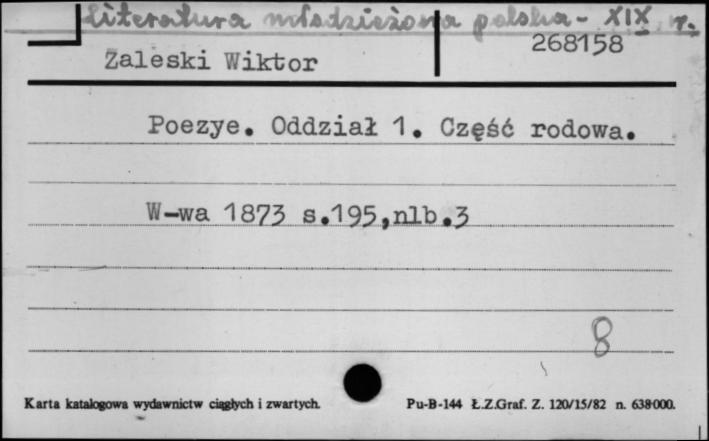 Literatura młodzieżowa polska - XIX w.
268158
Zaleski Wiktor
Poezye. Oddział 1. Część rodowa.
W-wa 1873 s.195,nlb.3
8
Karta katalogowa wydawnictw ciągłych i zwartych.
Pu-B-144 Ł.Z.Graf. Z. 120/15/82 n. 638000.